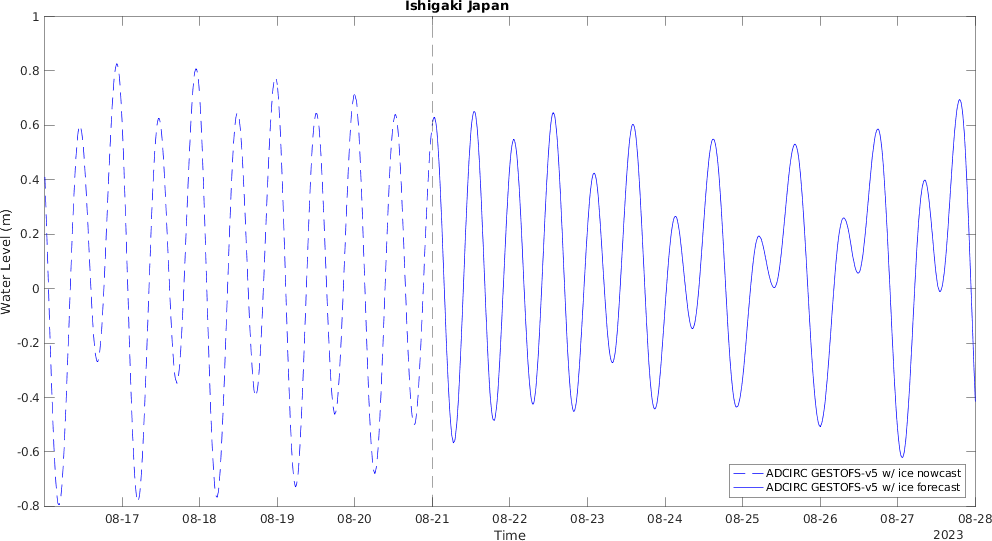 Ishigaki Japan
Water Level (m)
1
0.8
0.6
0.4
0.2
0
-0.2
-0.4
-0.6
-0.8
08-17 08-18 08-19 08-20 08-21 08-22 08-23 08-24 08-25 08-26 08-27 08-28
Time
2023
ADCIRC GESTOFS-v5 w/ ice nowcast
ADCIRC GESTOFS-v5 w/ ice forecast